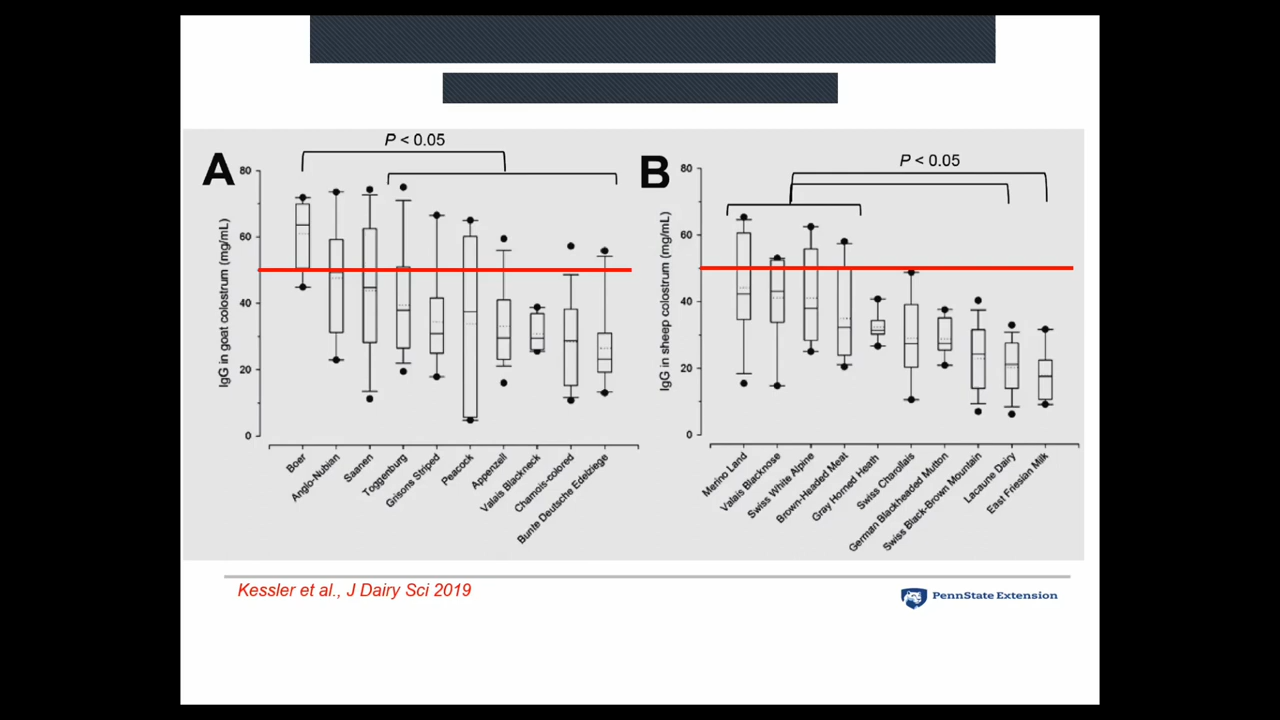 A
P < 0.05
IgG in goat colostrum (mg/mL)
80
60
40
20
0
Boer
Anglo-Nubian
Saanen
Toggenburg
Grisons Striped
Peacock
Appenzell
Valais Blackneck
Chamois-colored
Bunte Deutsche Edelziege
B
P < 0.05
IgG in sheep colostrum (mg/mL)
80
60
40
20
0
Merino Land
Valais Blacknose
Swiss White Alpine
Brown-Headed Meat
Gray Horned Heath
Swiss Charollais
German Blackheaded Mutton
Swiss Black-Brown Mountain
Lacaune Dairy
East Friesian Milk
Kessler et al., J Dairy Sci 2019
PennState Extension